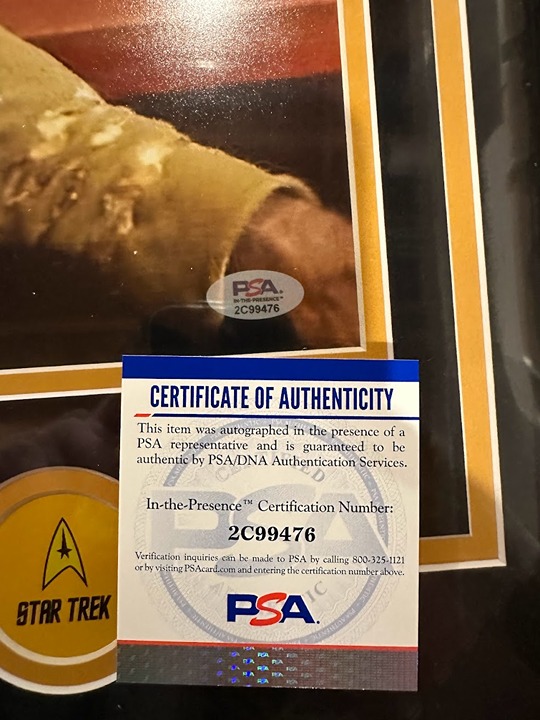 PSA.
IN-THE-PRESENCE™
2C99476
CERTIFICATE OF AUTHENTICITY
This item was autographed in the presence of a
PSA representative and is guaranteed to be
authentic by PSA/DNA Authentication Services.
In-the-Presence™ Certification Number:
2C99476
Verification inquiries can be made to PSA by calling 800-325-1121
or by visiting PSAcard.com and entering the certification number above.
PSA.
STAR TREK